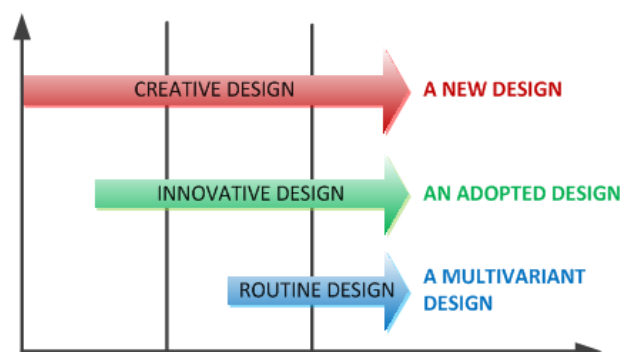 CREATIVE DESIGN
A NEW DESIGN
INNOVATIVE DESIGN
AN ADOPTED DESIGN
ROUTINE DESIGN
A MULTIVARIANT
DESIGN